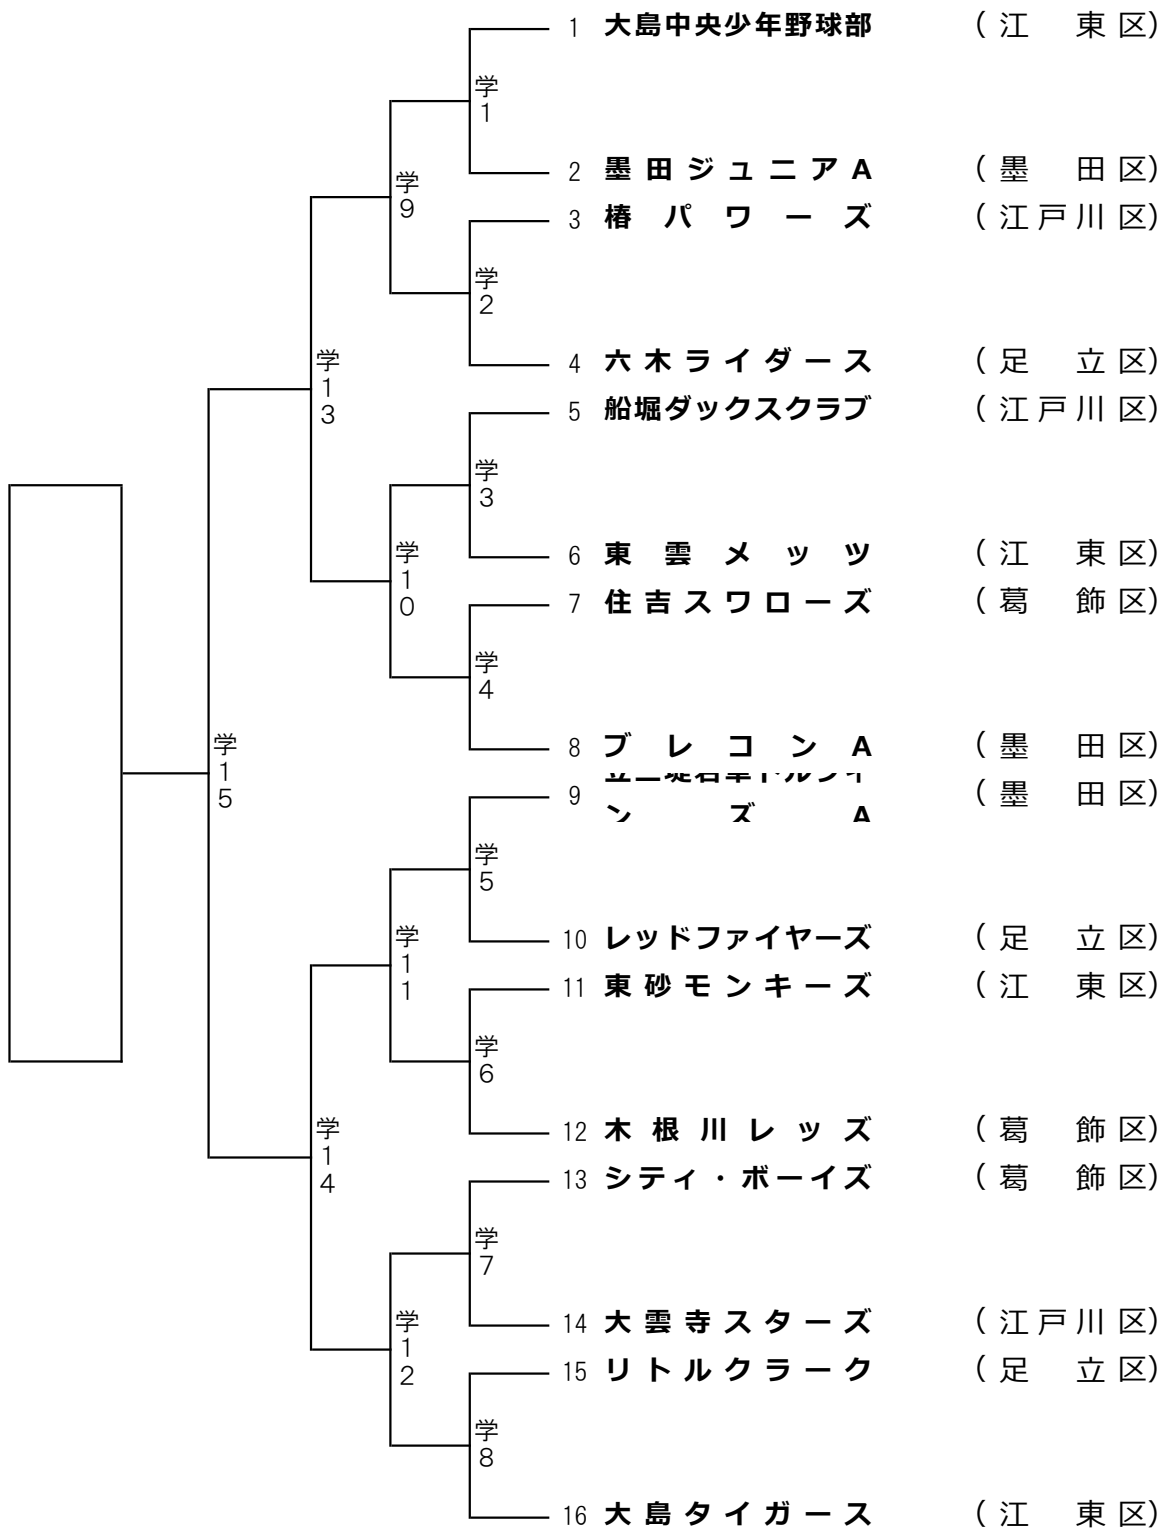 1 大島中央少年野球部 (江東区)
学1
2 墨田ジュニアA (墨田区)
学9
3 椿パワーズ (江戸川区)
学2
4 六木ライダース (足立区)
学13
5 船堀ダックスクラブ (江戸川区)
学3
6 東雲メッツ (江東区)
学10
7 住吉スワローズ (葛飾区)
学4
8 ブレコンA (墨田区)
学15
9 (墨田区)
ンズA
学5
10 レッドファイヤーズ (足立区)
学11
11 東砂モンキーズ (江東区)
学6
12 木根川レッズ (葛飾区)
学14
13 シティ・ボーイズ (葛飾区)
学7
14 大雲寺スターズ (江戸川区)
学12
15 リトルクラーク (足立区)
学8
16 大島タイガース (江東区)